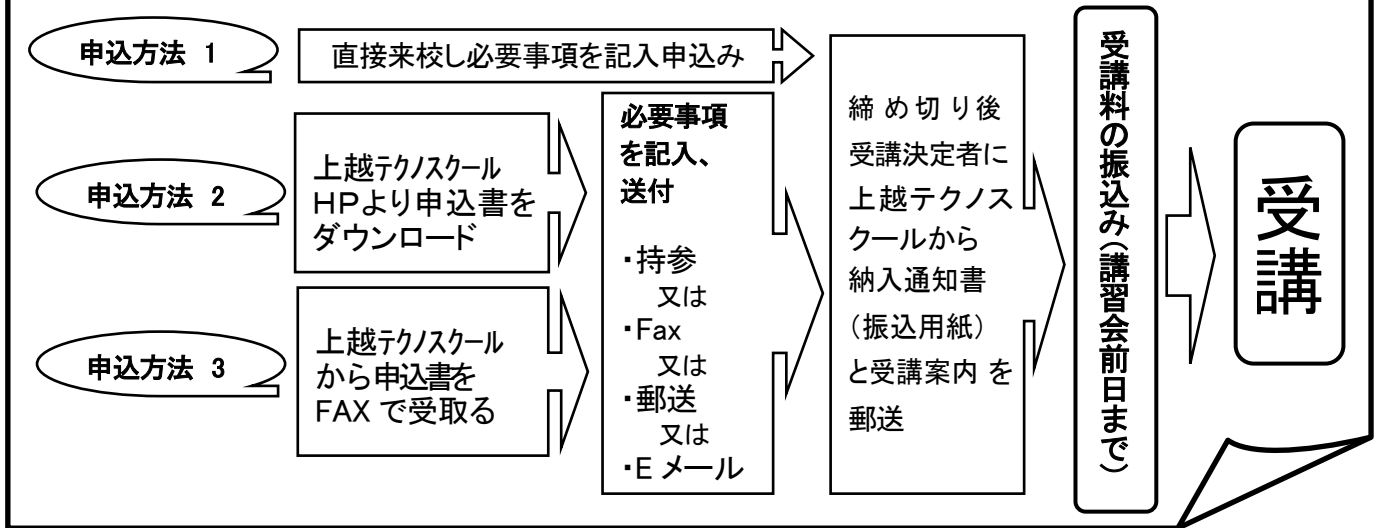 申込方法 1
直接来校し必要事項を記入申込み
申込方法 2
上越テクノスクール
HPより申込書を
ダウンロード
申込方法 3
上越テクノスクール
から申込書を
FAX で受取る
必要事項
を記入、
送付
・持参
又は
・Fax
又は
・郵送
又は
・E メール
締め切り後
受講決定者に
上越テクノス
クールから
納入通知書
(振込用紙)
と受講案内 を
郵送
受講料の振込み(講習会前日まで)
受講